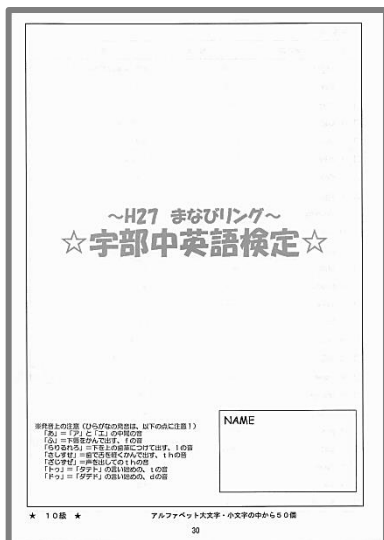 ～H27 まなびリング～
☆宇部中英語検定☆
※発音上の注意（ひらがなの発音は、以下の点に注意！）
「あ」＝「ア」と「エ」の中間の音
「ふ」＝下唇をかんで出す、fの音
「らりるれろ」＝下を上の歯茎につけて出す、lの音
「さしすせ」＝歯で舌を軽くかんで出す、thの音
「ざじずぜ」＝声を出してのthの音
「トゥ」＝「タテト」の言い始めの、tの音
「ドゥ」＝「ダデド」の言い始めの、dの音
NAME
★ 10級 ★ アルファベット大文字・小文字の中から50個
30